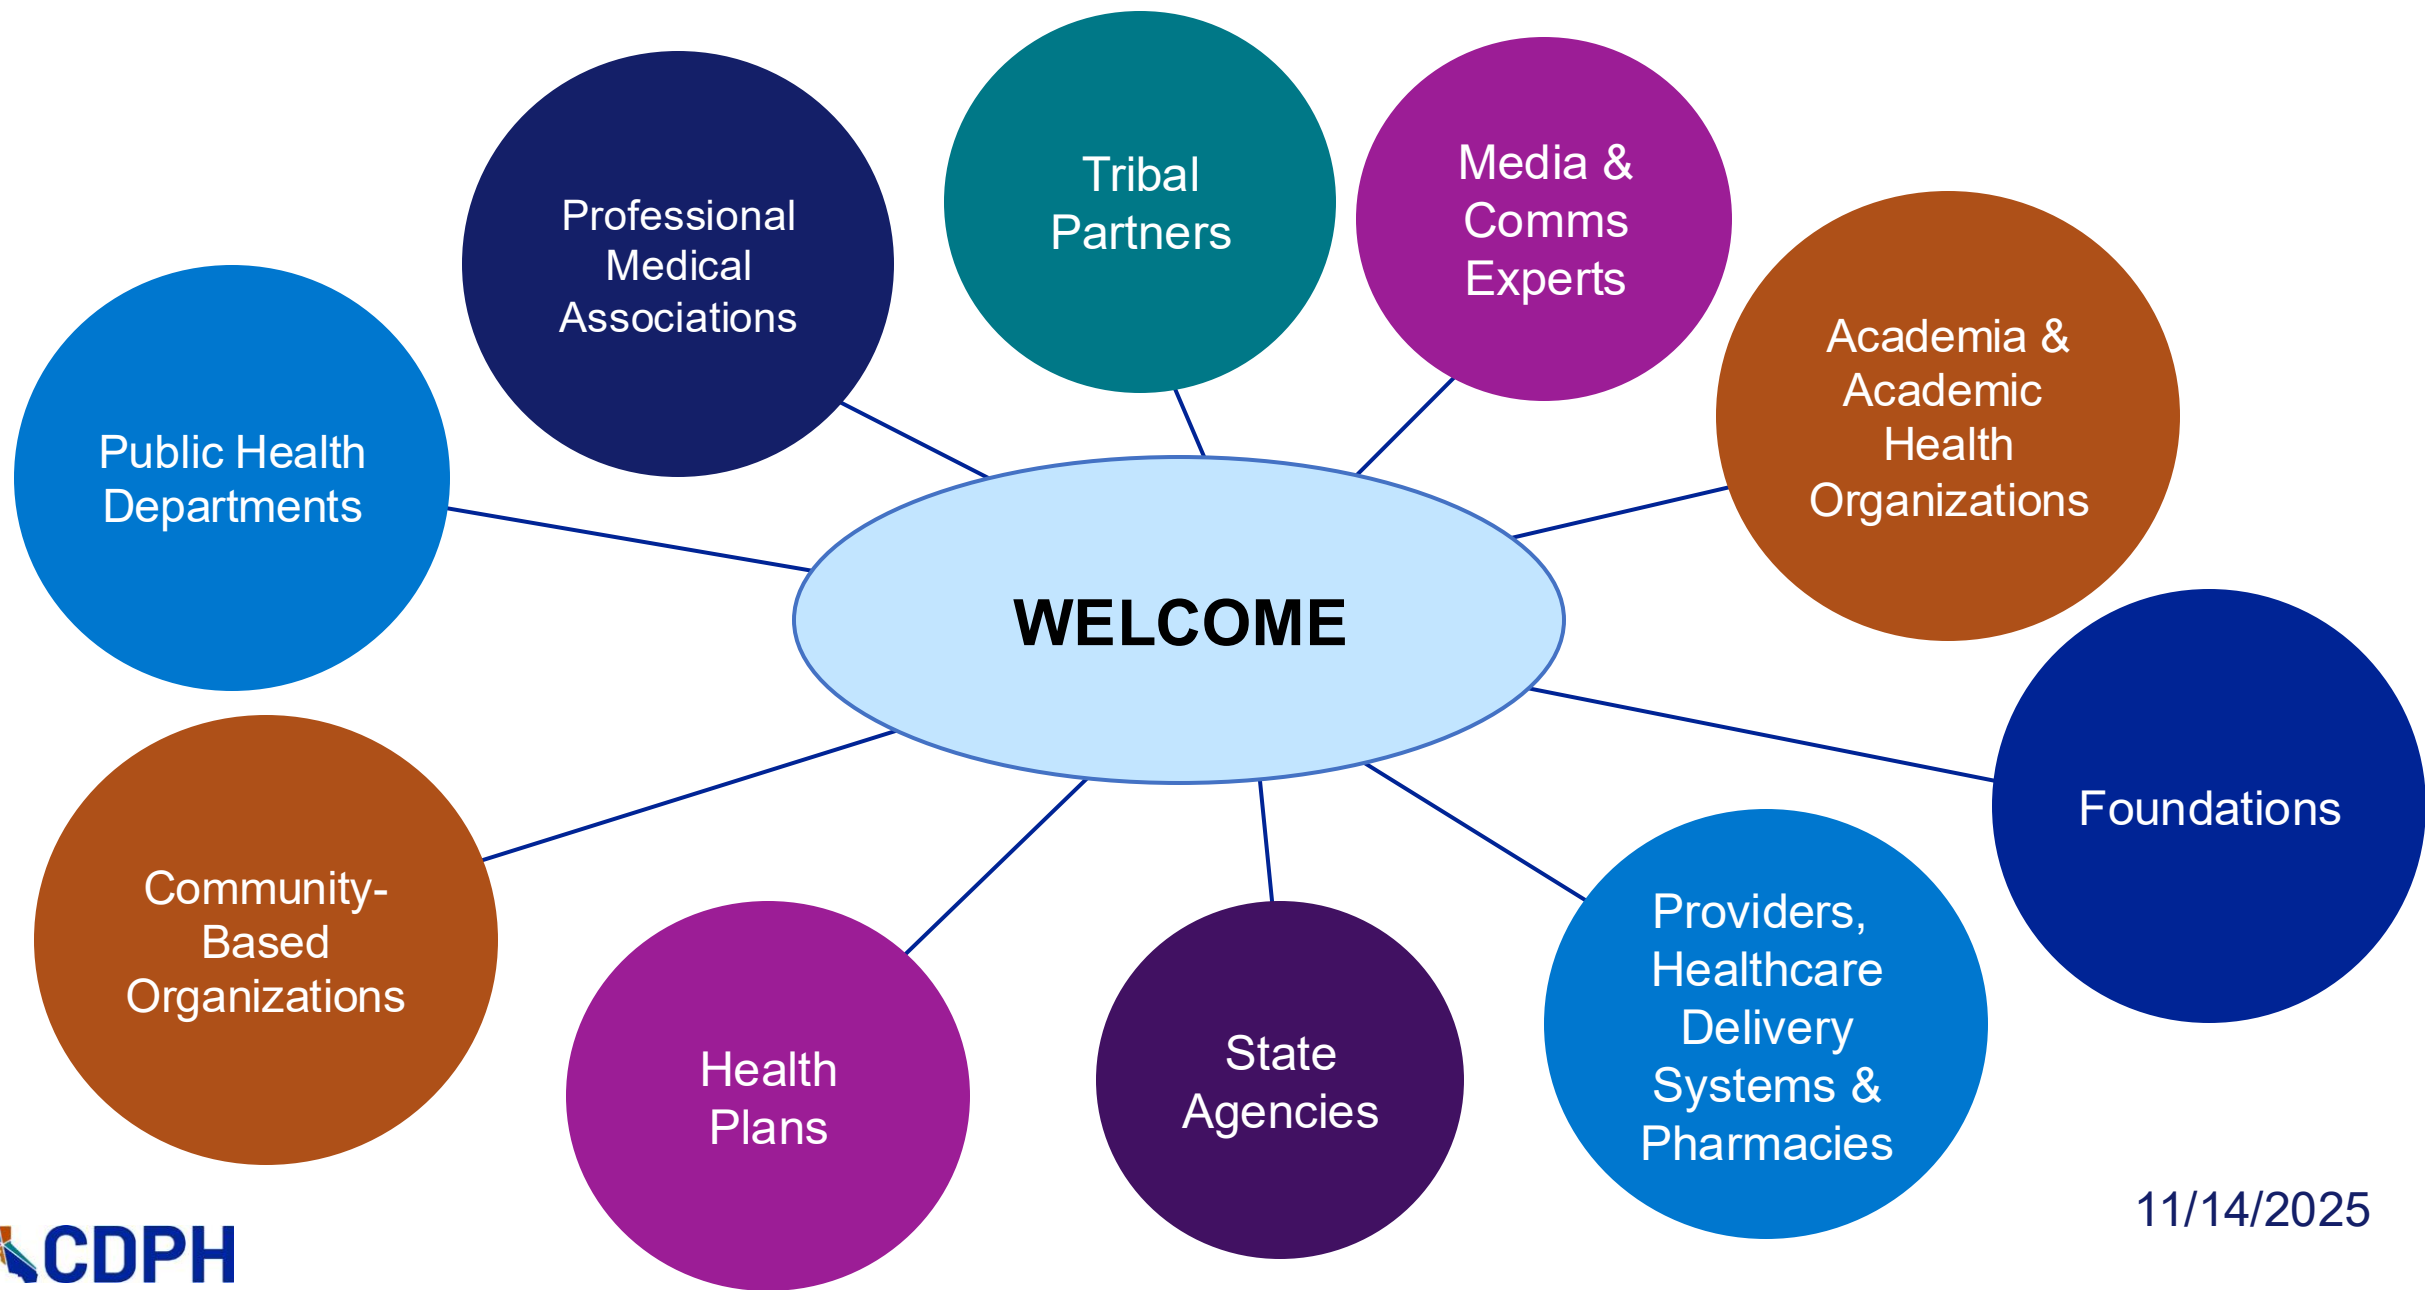 Tribal
Partners
Media &
Comms
Experts
Professional
Medical
Associations
Academia &
Academic
Health
Organizations
Public Health
Departments
WELCOME
Foundations
Community-
Based
Organizations
Providers,
Healthcare
Delivery
Systems &
Pharmacies
State
Agencies
Health
Plans
11/14/2025
CDPH